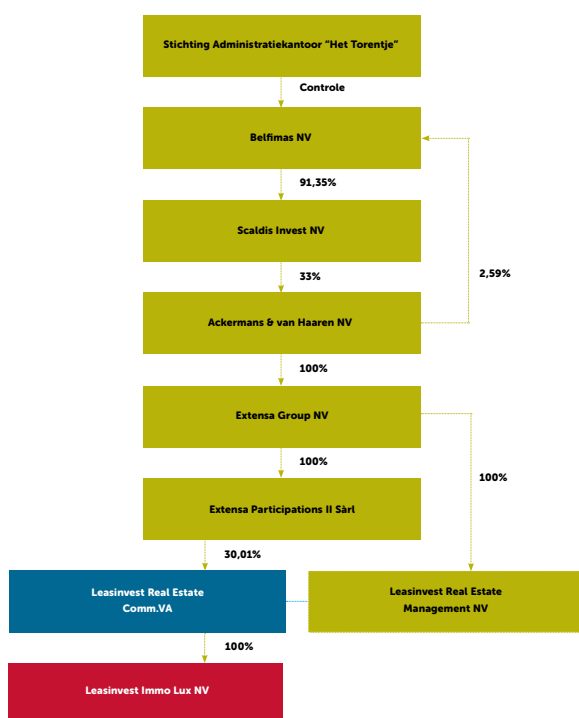 Stichting Administratiekantoor “Het Torentje”
Controle
Belfimas NV
91,35%
Scaldis Invest NV
33%
2,59%
Ackermans & van Haaren NV
100%
Extensa Group NV
100%
100%
Extensa Participations II Sàrl
30,01%
Leasinvest Real Estate
Comm.VA
Leasinvest Real Estate
Management NV
100%
Leasinvest Immo Lux NV